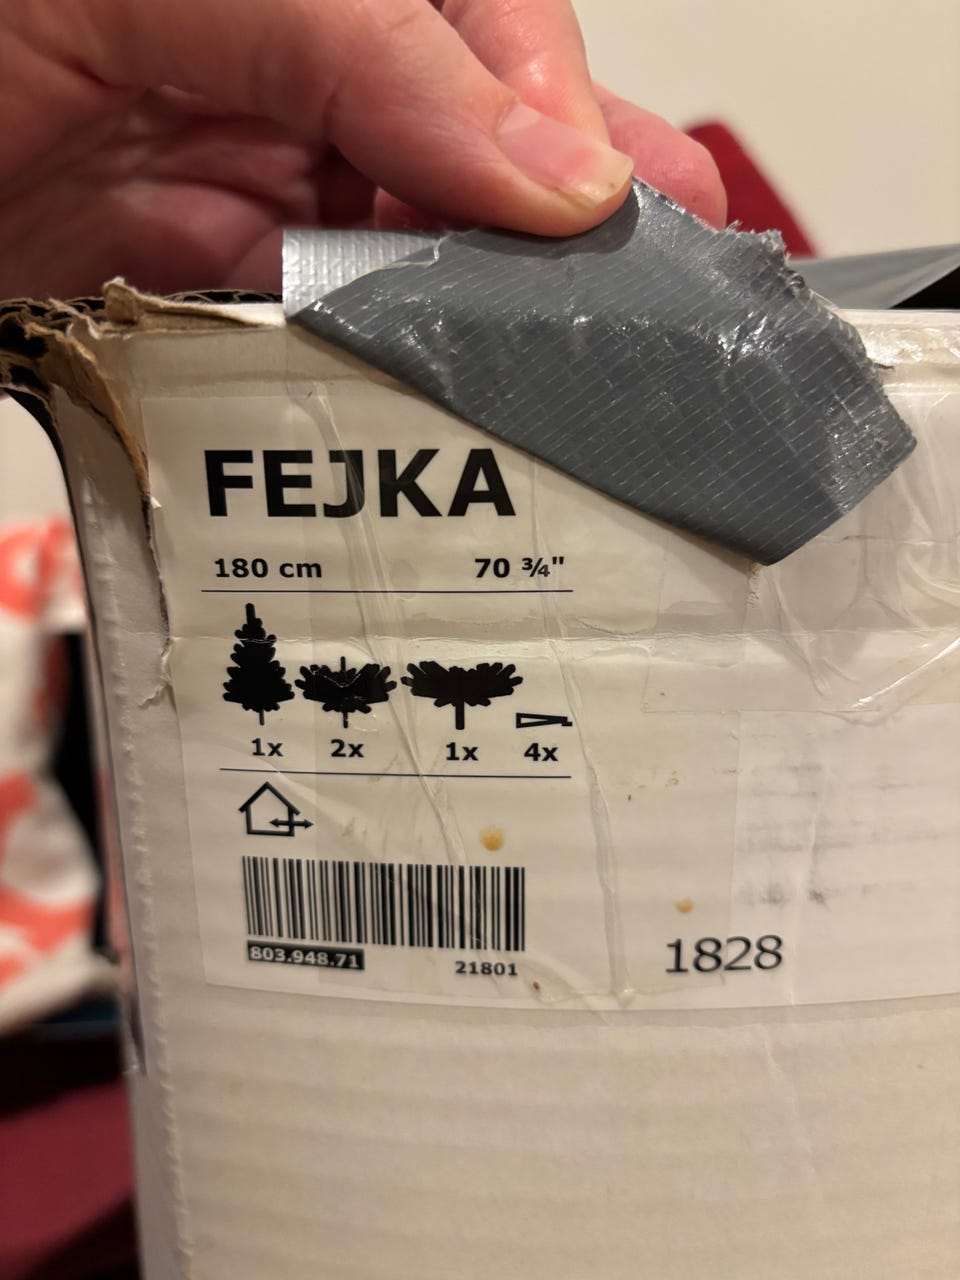 FEJKA
180 cm 70 ¾"
1x 2x 1x 4x
803.948.71
21801
1828